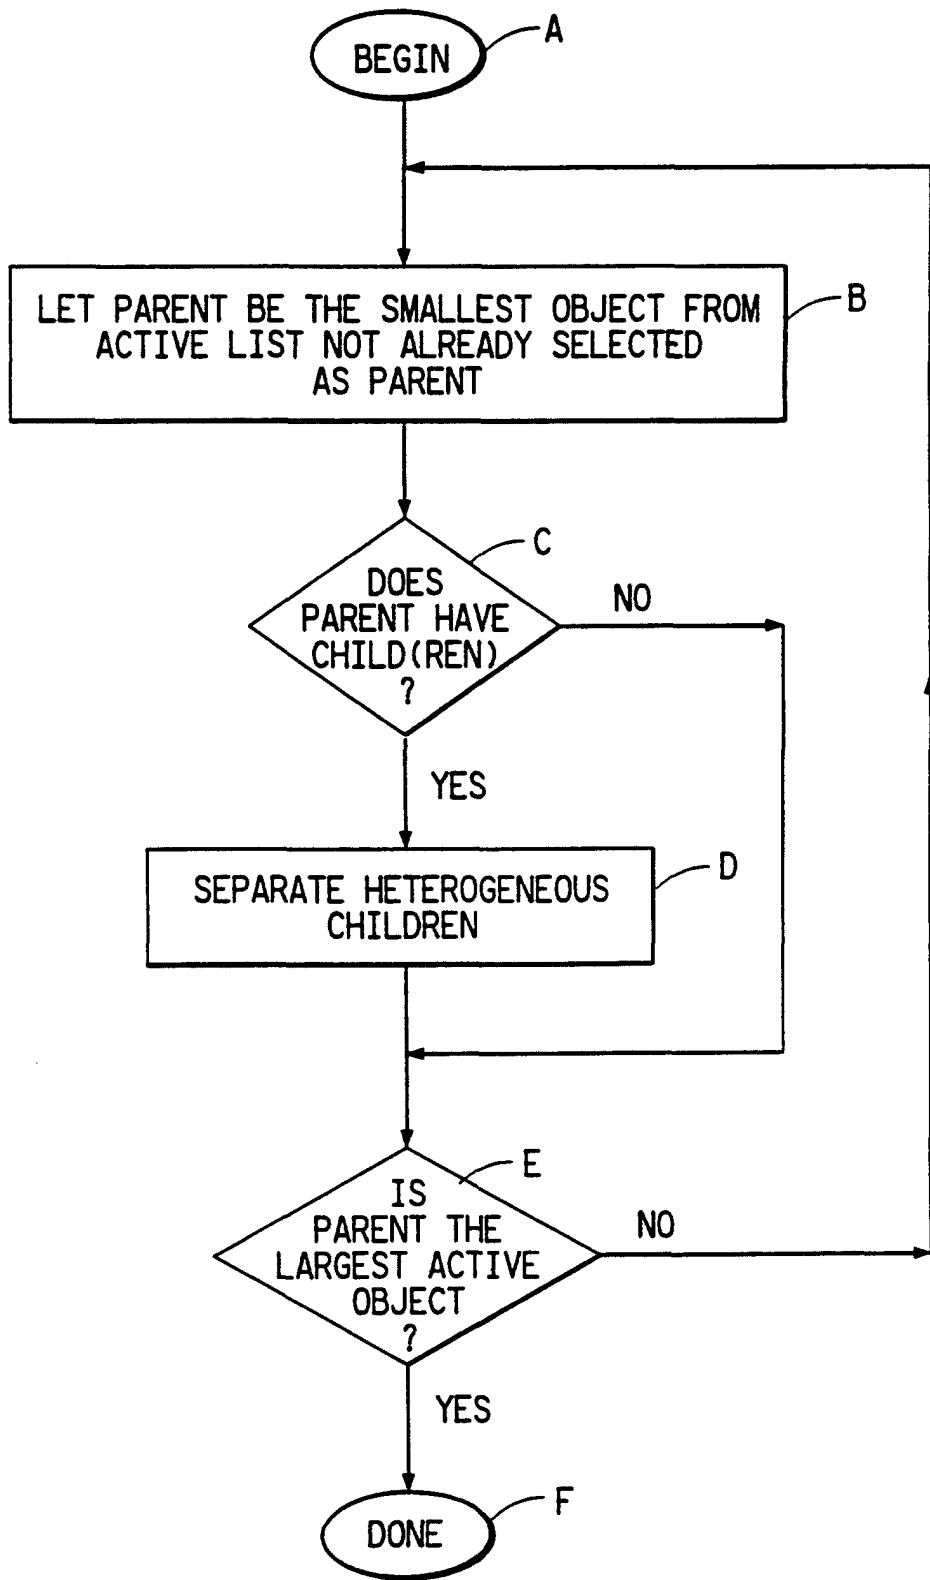 BEGIN
A
LET PARENT BE THE SMALLEST OBJECT FROM
ACTIVE LIST NOT ALREADY SELECTED
AS PARENT
B
C
DOES
PARENT HAVE
CHILD(REN)
?
NO
YES
SEPARATE HETEROGENEOUS
CHILDREN
D
E
IS
PARENT THE
LARGEST ACTIVE
OBJECT
?
NO
YES
DONE
F